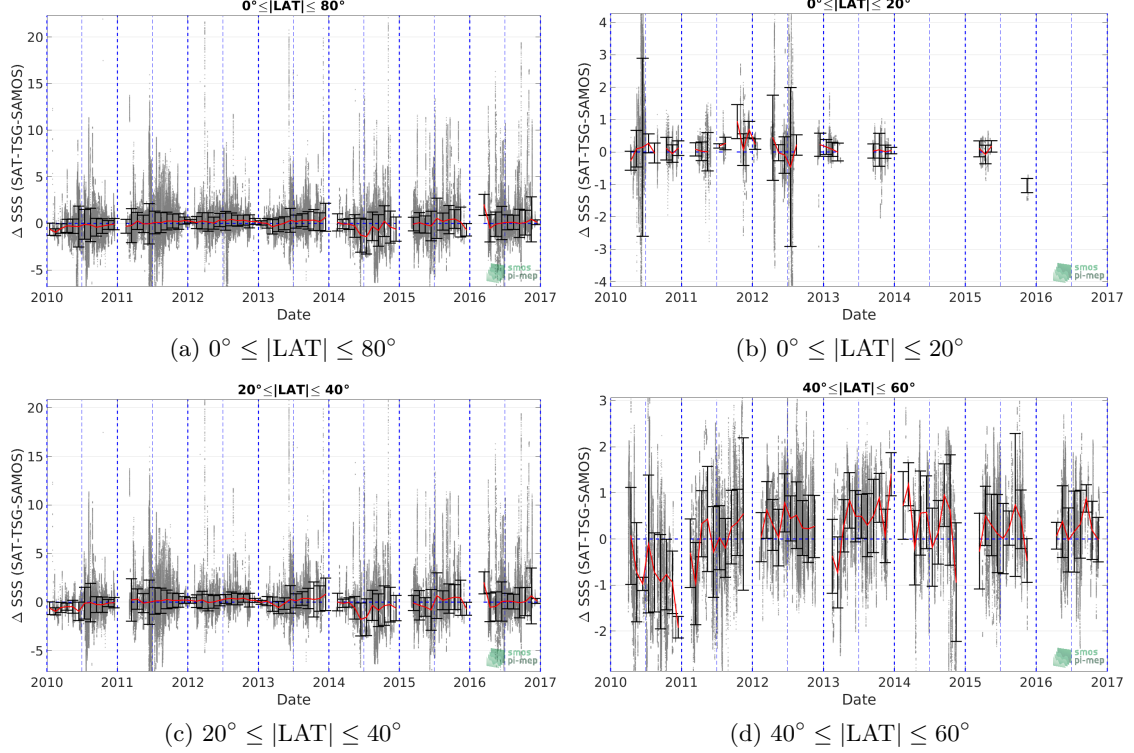 0°≤|LAT|≤ 80°
Δ SSS (SAT-TSG-SAMOS)
20
15
10
5
0
-5
smos
pi-mep
2010 2011 2012 2013 2014 2015 2016 2017
Date
(a) 0° ≤ |LAT| ≤ 80°
0°≤|LAT|≤ 20°
Δ SSS (SAT-TSG-SAMOS)
4
3
2
1
0
-1
-2
-3
-4
smos
pi-mep
2010 2011 2012 2013 2014 2015 2016 2017
Date
(b) 0° ≤ |LAT| ≤ 20°
20°≤|LAT|≤ 40°
Δ SSS (SAT-TSG-SAMOS)
20
15
10
5
0
-5
smos
pi-mep
2010 2011 2012 2013 2014 2015 2016 2017
Date
(c) 20° ≤ |LAT| ≤ 40°
40°≤|LAT|≤ 60°
Δ SSS (SAT-TSG-SAMOS)
3
2
1
0
-1
-2
smos
pi-mep
2010 2011 2012 2013 2014 2015 2016 2017
Date
(d) 40° ≤ |LAT| ≤ 60°